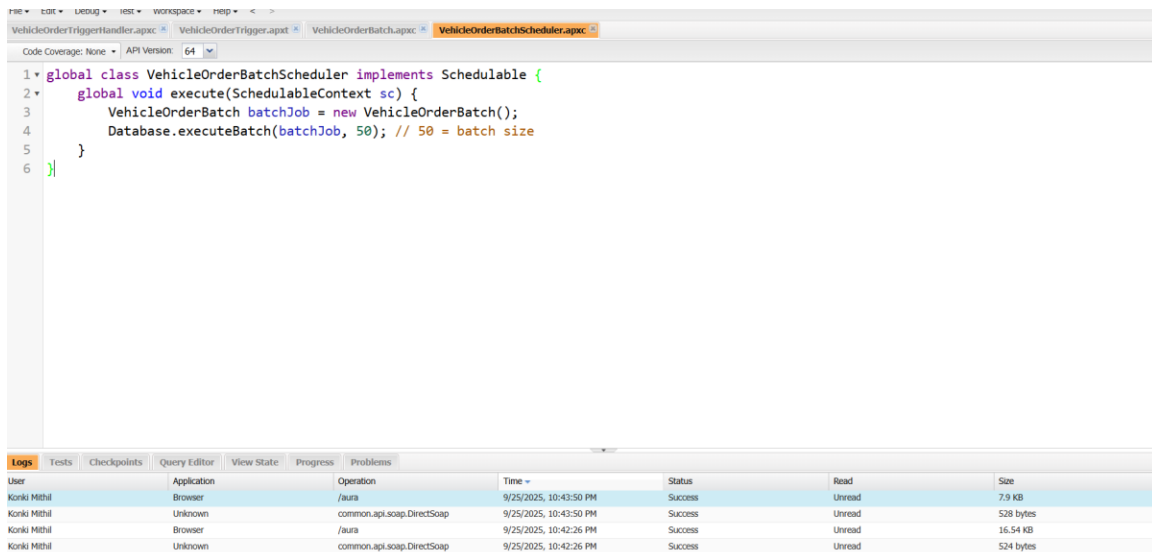 File Edit Debug Test Workspace Help < >
VehicleOrderTriggerHandler.apxc VehicleOrderTrigger.apxt VehicleOrderBatch.apxc VehicleOrderBatchScheduler.apxc
Code Coverage: None API Version: 64
1 global class VehicleOrderBatchScheduler implements Schedulable {
2 global void execute(SchedulableContext sc) {
3 VehicleOrderBatch batchJob = new VehicleOrderBatch();
4 Database.executeBatch(batchJob, 50); // 50 = batch size
5 }
6 }
Logs Tests Checkpoints Query Editor View State Progress Problems
User Application Operation Time Status Read Size
Konki Mithil Browser /aura 9/25/2025, 10:43:50 PM Success Unread 7.9 KB
Konki Mithil Unknown common.api.soap.DirectSoap 9/25/2025, 10:43:50 PM Success Unread 528 bytes
Konki Mithil Browser /aura 9/25/2025, 10:42:26 PM Success Unread 16.54 KB
Konki Mithil Unknown common.api.soap.DirectSoap 9/25/2025, 10:42:26 PM Success Unread 524 bytes